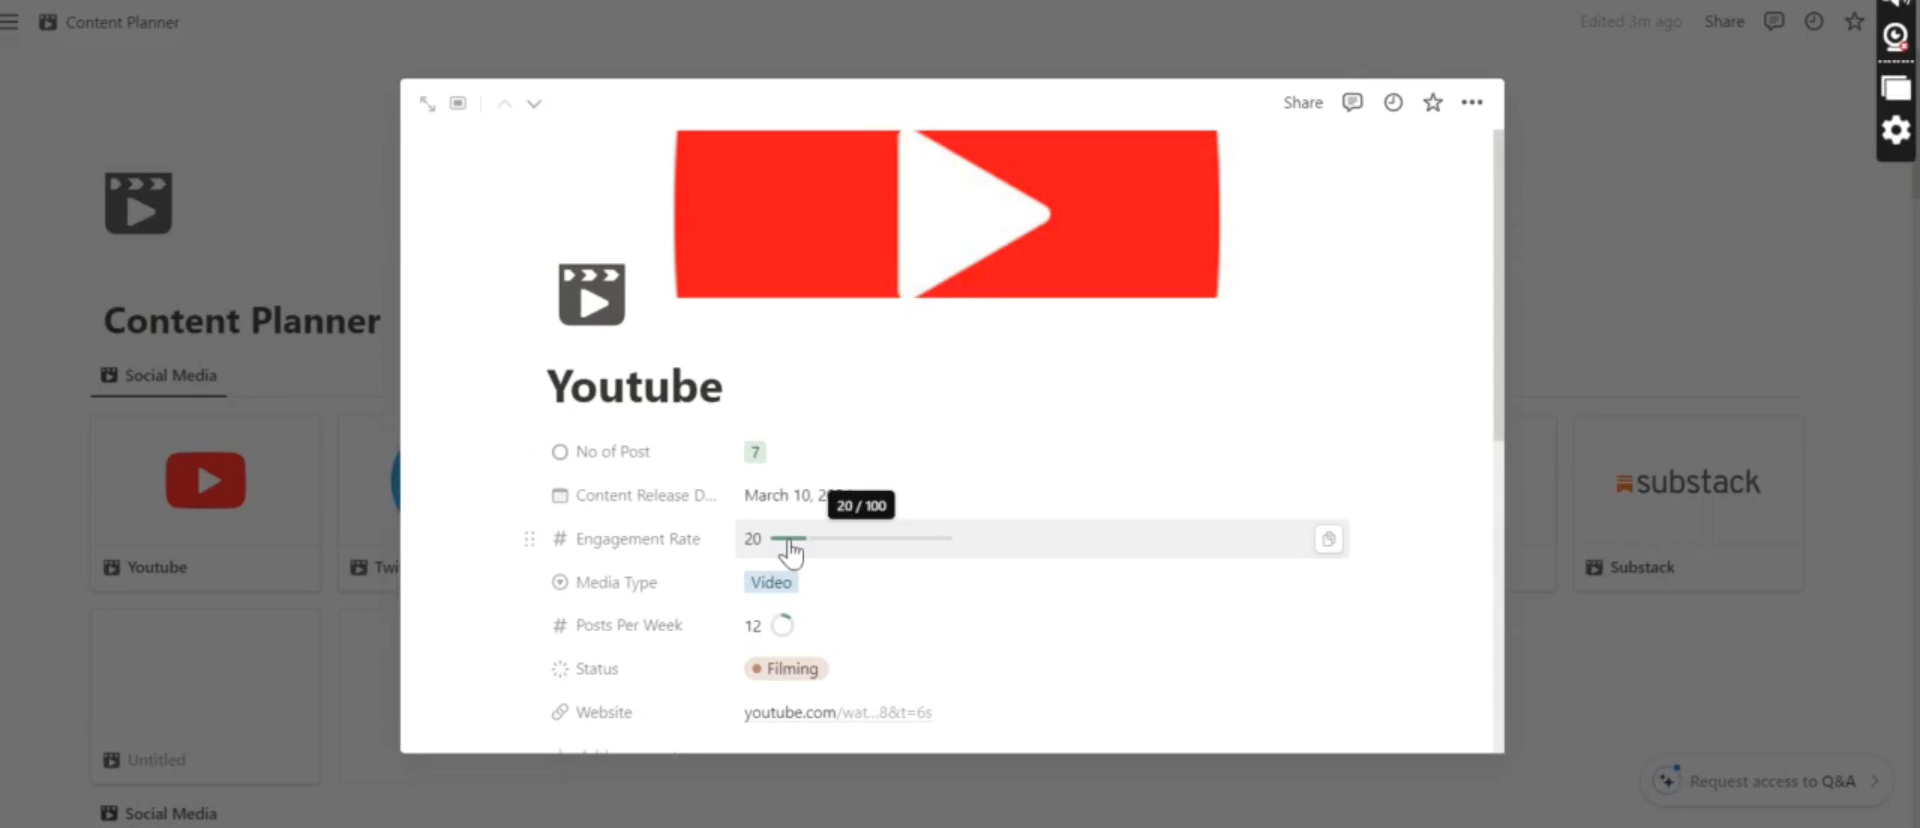 Content Planner
Edited 3m ago
Share
Share
Content Planner
Social Media
Youtube
No of Post
7
Content Release D...
March 10, 2
20 / 100
Engagement Rate
20
Media Type
Video
Posts Per Week
12
Status
Filming
Website
youtube.com/wat...8&t=6s
Youtube
Twi
substack
Substack
Untitled
Social Media
Request access to Q&A